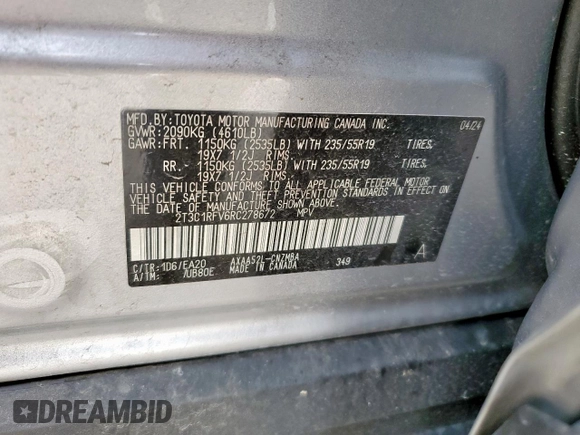 MFD. BY: TOYOTA MOTOR MANUFACTURING CANADA INC. 04/24
GVWR: 2090KG (4610LB)
GAWR: FRT. 1150KG (2535LB) WITH 235/55R19
19X7 1/2J RIMS
RR. 1150KG (2535LB) WITH 235/55R19
19X7 1/2J RIMS
THIS VEHICLE CONFORMS TO ALL APPLICABLE FEDERAL MOTOR
VEHICLE SAFETY AND THEFT PREVENTION STANDARDS IN EFFECT
ON THE DATE OF MANUFACTURE SHOWN ABOVE.
2T3C1RFV6RC278672 MPV
C/TR: 1D6/EA20 AXAA52L-CNZMBA 349 A
A/TM: /UB80E MADE IN CANADA
DREAMBID